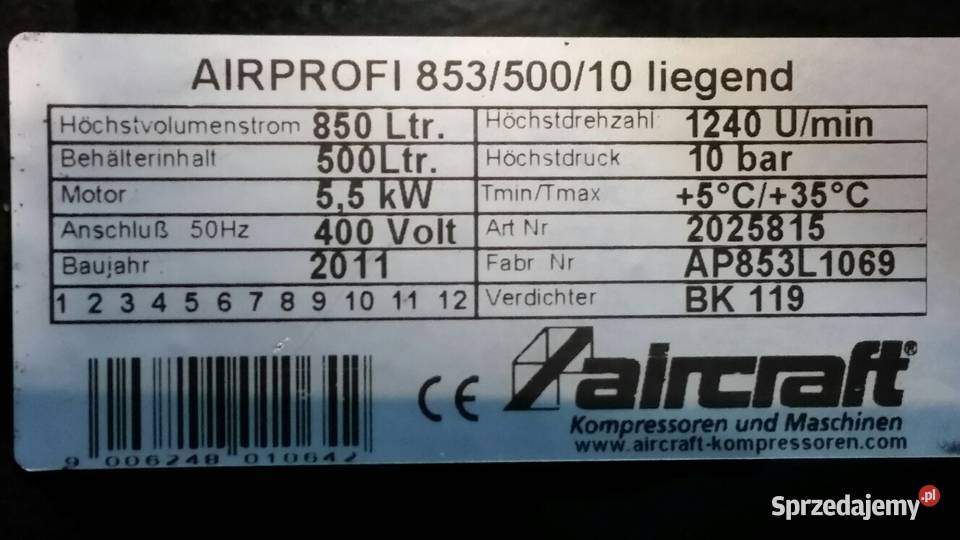 AIRPROFI 853/500/10 liegend
Höchstvolumenstrom 850 Ltr. Höchstdrehzahl 1240 U/min
Behälterinhalt 500Ltr. Höchstdruck 10 bar
Motor 5,5 kW Tmin/Tmax +5°C/+35°C
Anschluß 50Hz 400 Volt Art Nr 2025815
Baujahr 2011 Fabr Nr AP853L1069
1 2 3 4 5 6 7 8 9 10 11 12 Verdichter BK 119
CE aircraft®
Kompressoren und Maschinen
www.aircraft-kompressoren.com
9 006248 010642
Sprzedajemy.pl